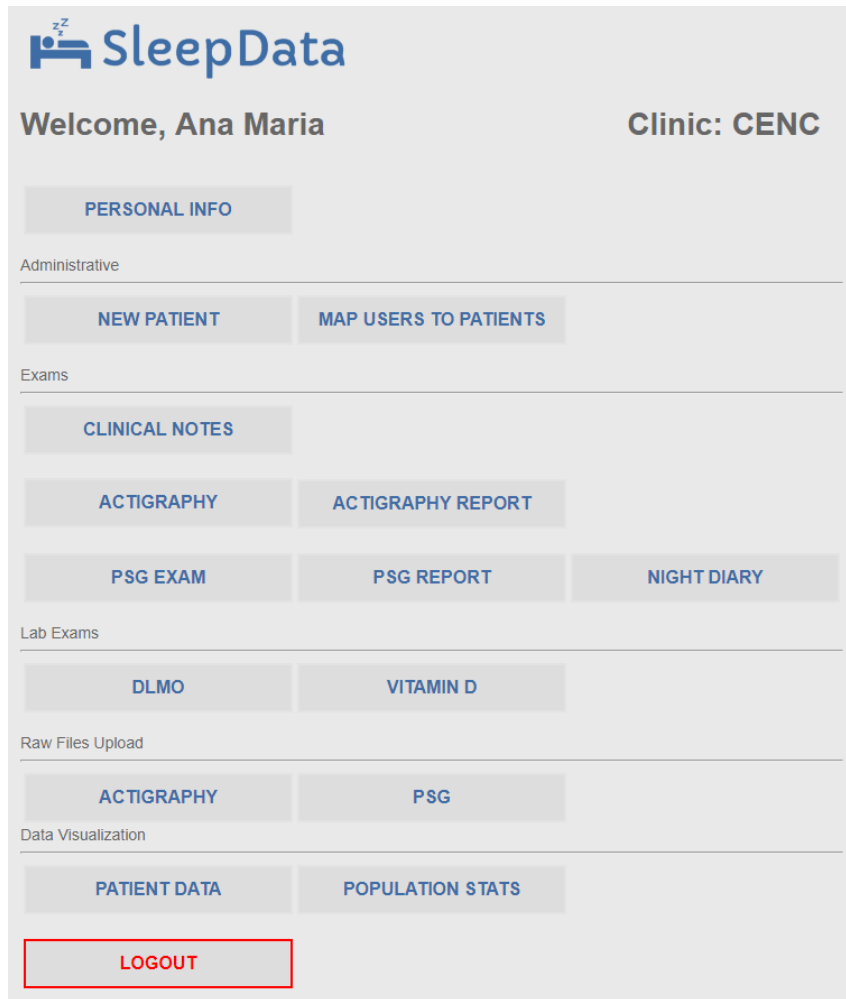 zzZ
SleepData
Welcome, Ana Maria Clinic: CENC
PERSONAL INFO
Administrative
NEW PATIENT MAP USERS TO PATIENTS
Exams
CLINICAL NOTES
ACTIGRAPHY ACTIGRAPHY REPORT
PSG EXAM PSG REPORT NIGHT DIARY
Lab Exams
DLMO VITAMIN D
Raw Files Upload
ACTIGRAPHY PSG
Data Visualization
PATIENT DATA POPULATION STATS
LOGOUT